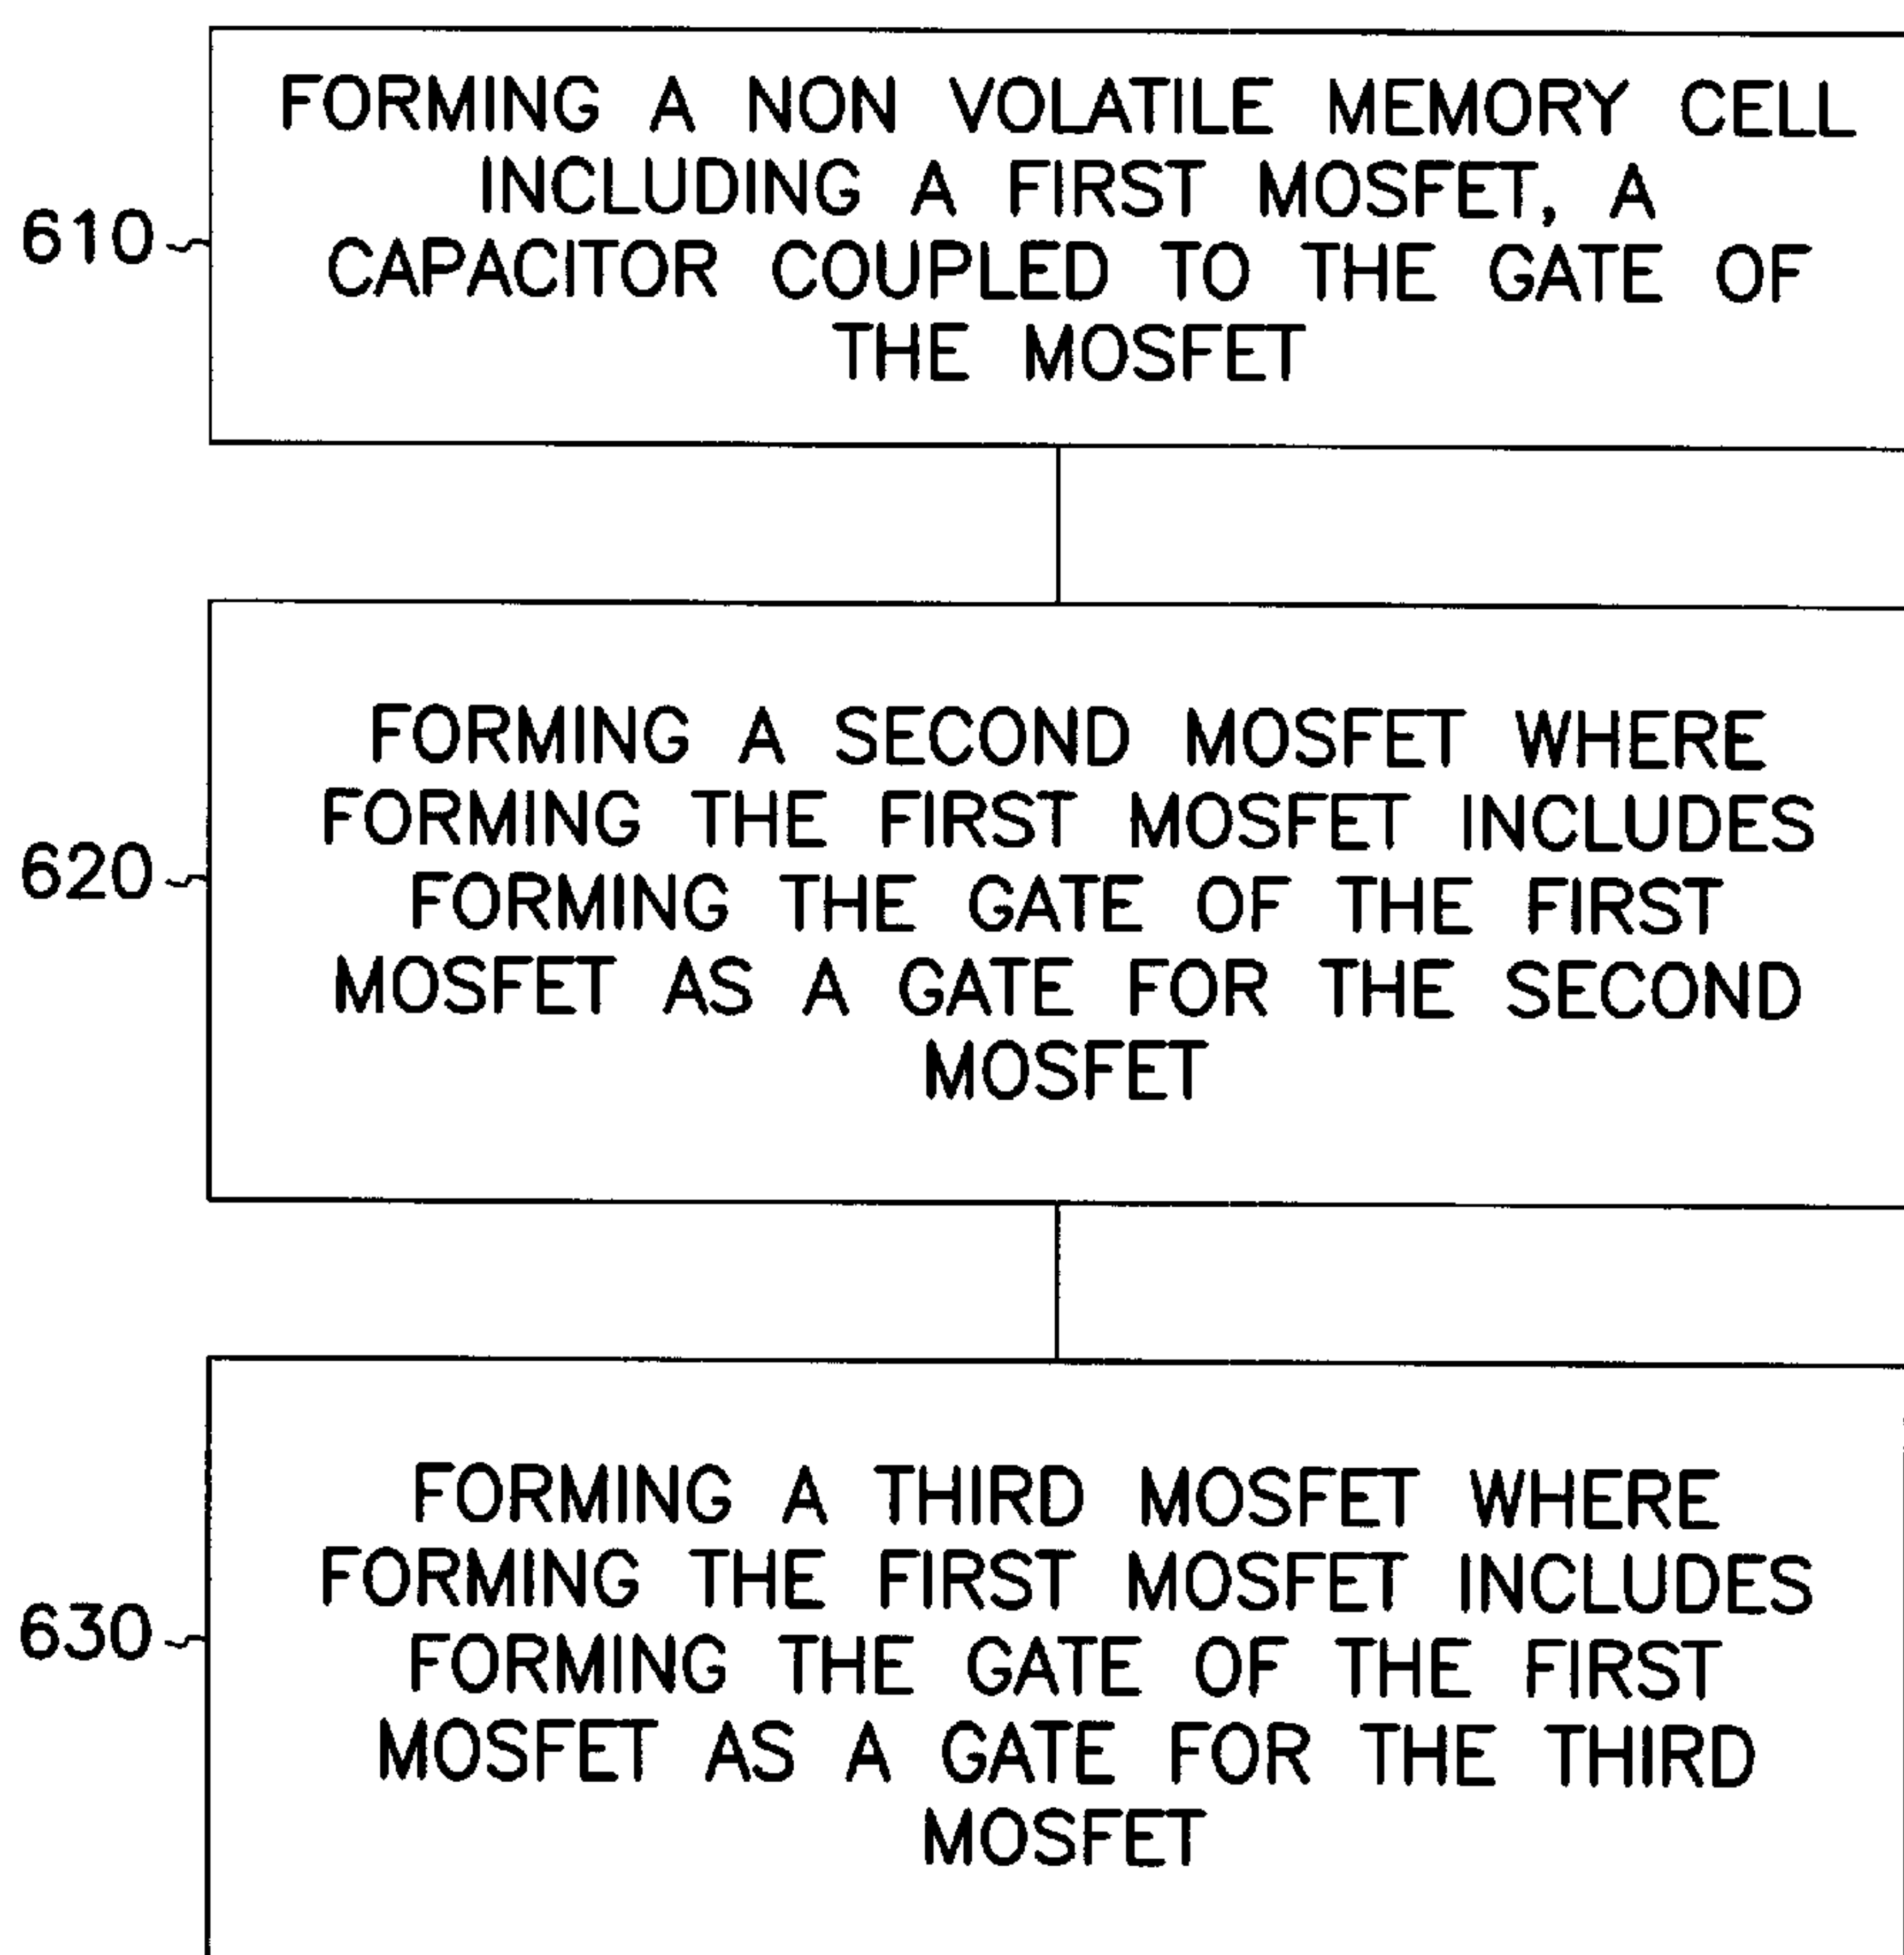 FORMING A NON VOLATILE MEMORY CELL
INCLUDING A FIRST MOSFET, A
610
CAPACITOR COUPLED TO THE GATE OF
THE MOSFET
FORMING A SECOND MOSFET WHERE
FORMING THE FIRST MOSFET INCLUDES
620
FORMING THE GATE OF THE FIRST
MOSFET AS A GATE FOR THE SECOND
MOSFET
FORMING A THIRD MOSFET WHERE
FORMING THE FIRST MOSFET INCLUDES
630
FORMING THE GATE OF THE FIRST
MOSFET AS A GATE FOR THE THIRD
MOSFET